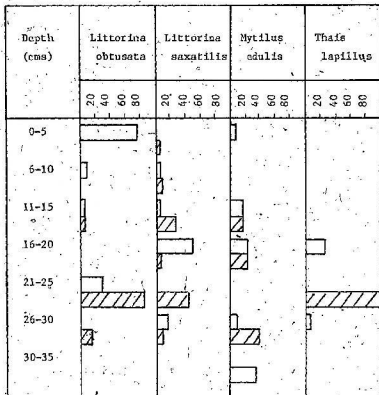 Depth Littorina Littorina Mytilus Thais
(cms) obtusata saxatilis edulis lapillus
20 40 60 80 20 40 60 80 20 40 60 80 20 40 60 80
0-5
6-10
11-15
16-20
21-25
26-30
30-35